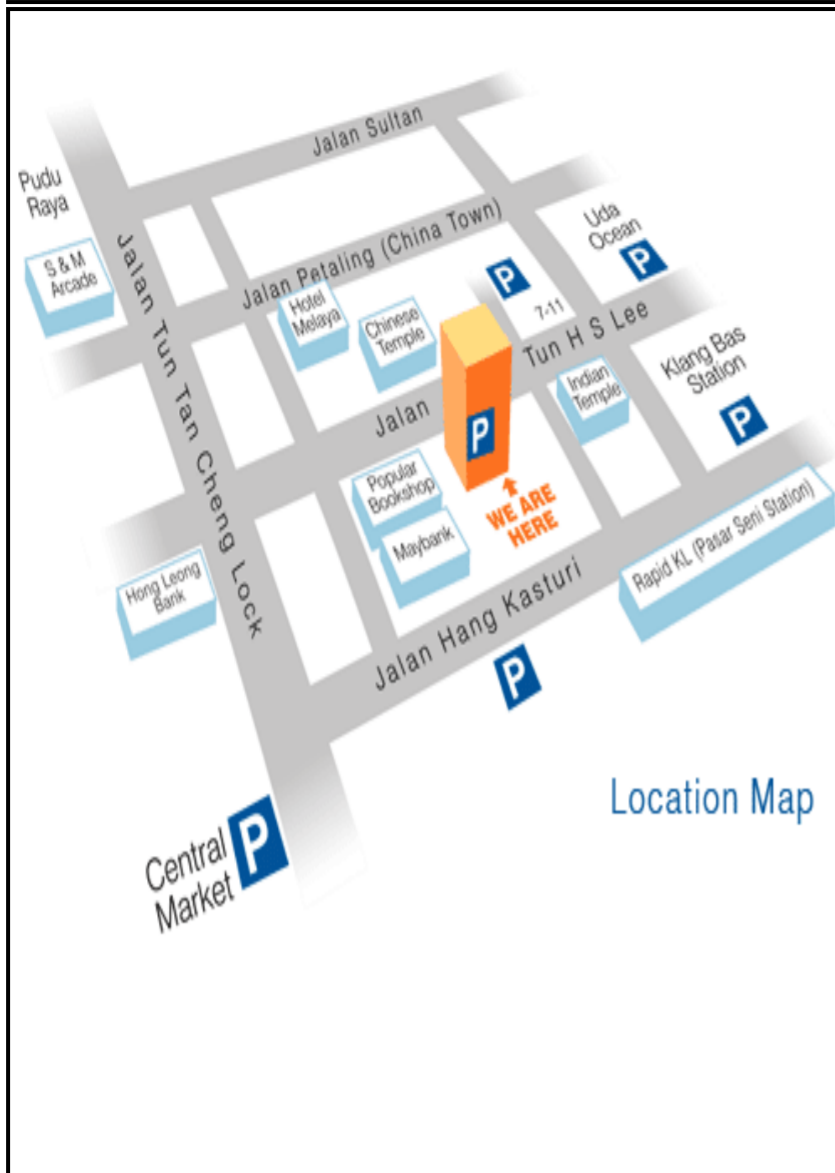 Jalan Sultan
Pudu
Raya
S & M
Arcade
Jalan Tun Tan Cheng Lock
Jalan Petaling (China Town)
Uda
Ocean
P
P
7-11
Hotel
Melaya
Chinese
Temple
Jalan Tun H S Lee
Klang Bas
Station
P
Indian
Temple
P
Popular
Bookshop
Maybank
WE ARE
HERE
Rapid KL (Pasar Seni Station)
Hong Leong
Bank
Jalan Hang Kasturi
P
Location Map
Central
Market
P